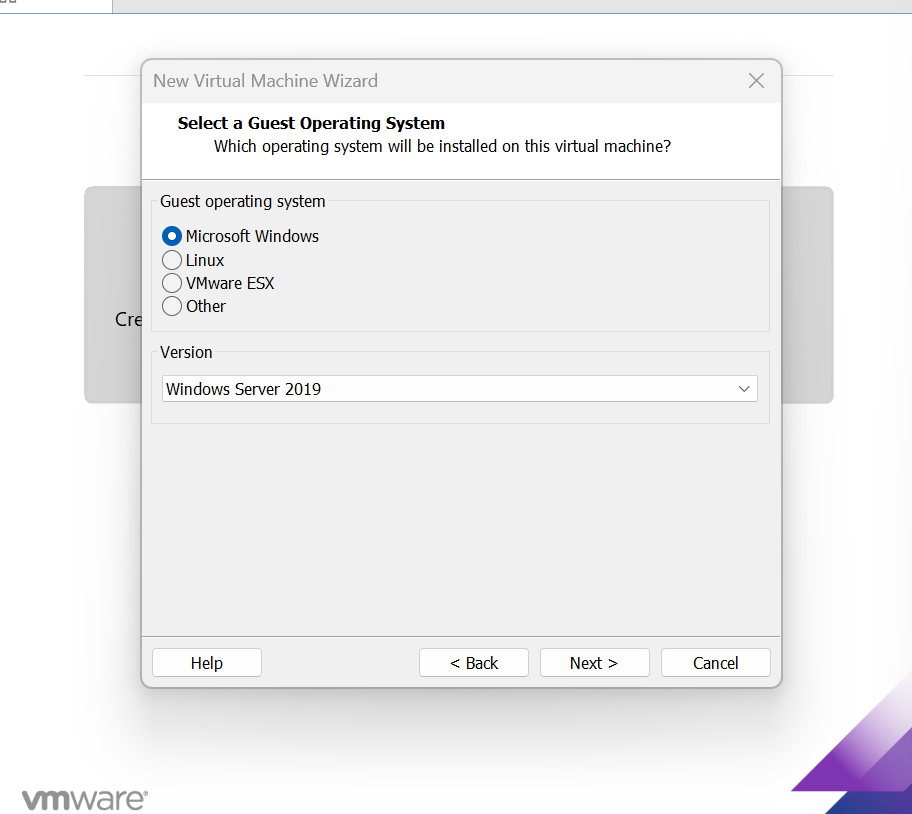 New Virtual Machine Wizard
Select a Guest Operating System
Which operating system will be installed on this virtual machine?
Guest operating system
Microsoft Windows
Linux
VMware ESX
Other
Cre
Version
Windows Server 2019
Help
< Back
Next >
Cancel
vmware®